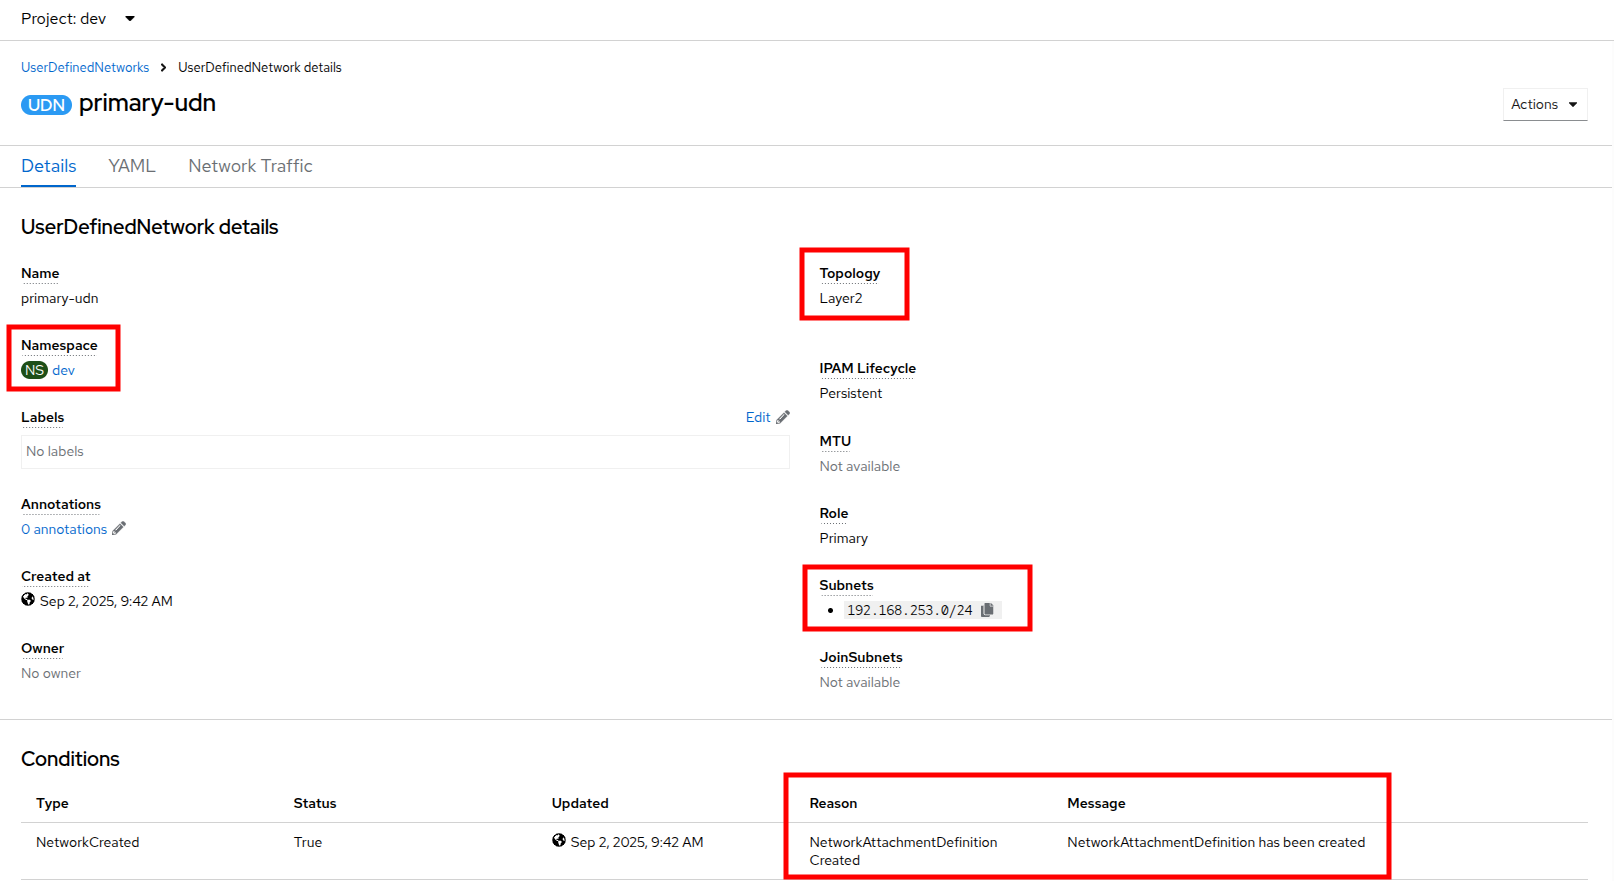 Project: dev
UserDefinedNetworks > UserDefinedNetwork details
UDN primary-udn
Actions
Details YAML Network Traffic
UserDefinedNetwork details
Name
primary-udn
Namespace
NS dev
Labels Edit
No labels
Annotations
0 annotations
Created at
Sep 2, 2025, 9:42 AM
Owner
No owner
Topology
Layer2
IPAM Lifecycle
Persistent
MTU
Not available
Role
Primary
Subnets
• 192.168.253.0/24
JoinSubnets
Not available
Conditions
Type Status Updated Reason Message
NetworkCreated True Sep 2, 2025, 9:42 AM NetworkAttachmentDefinition NetworkAttachmentDefinition has been created
Created